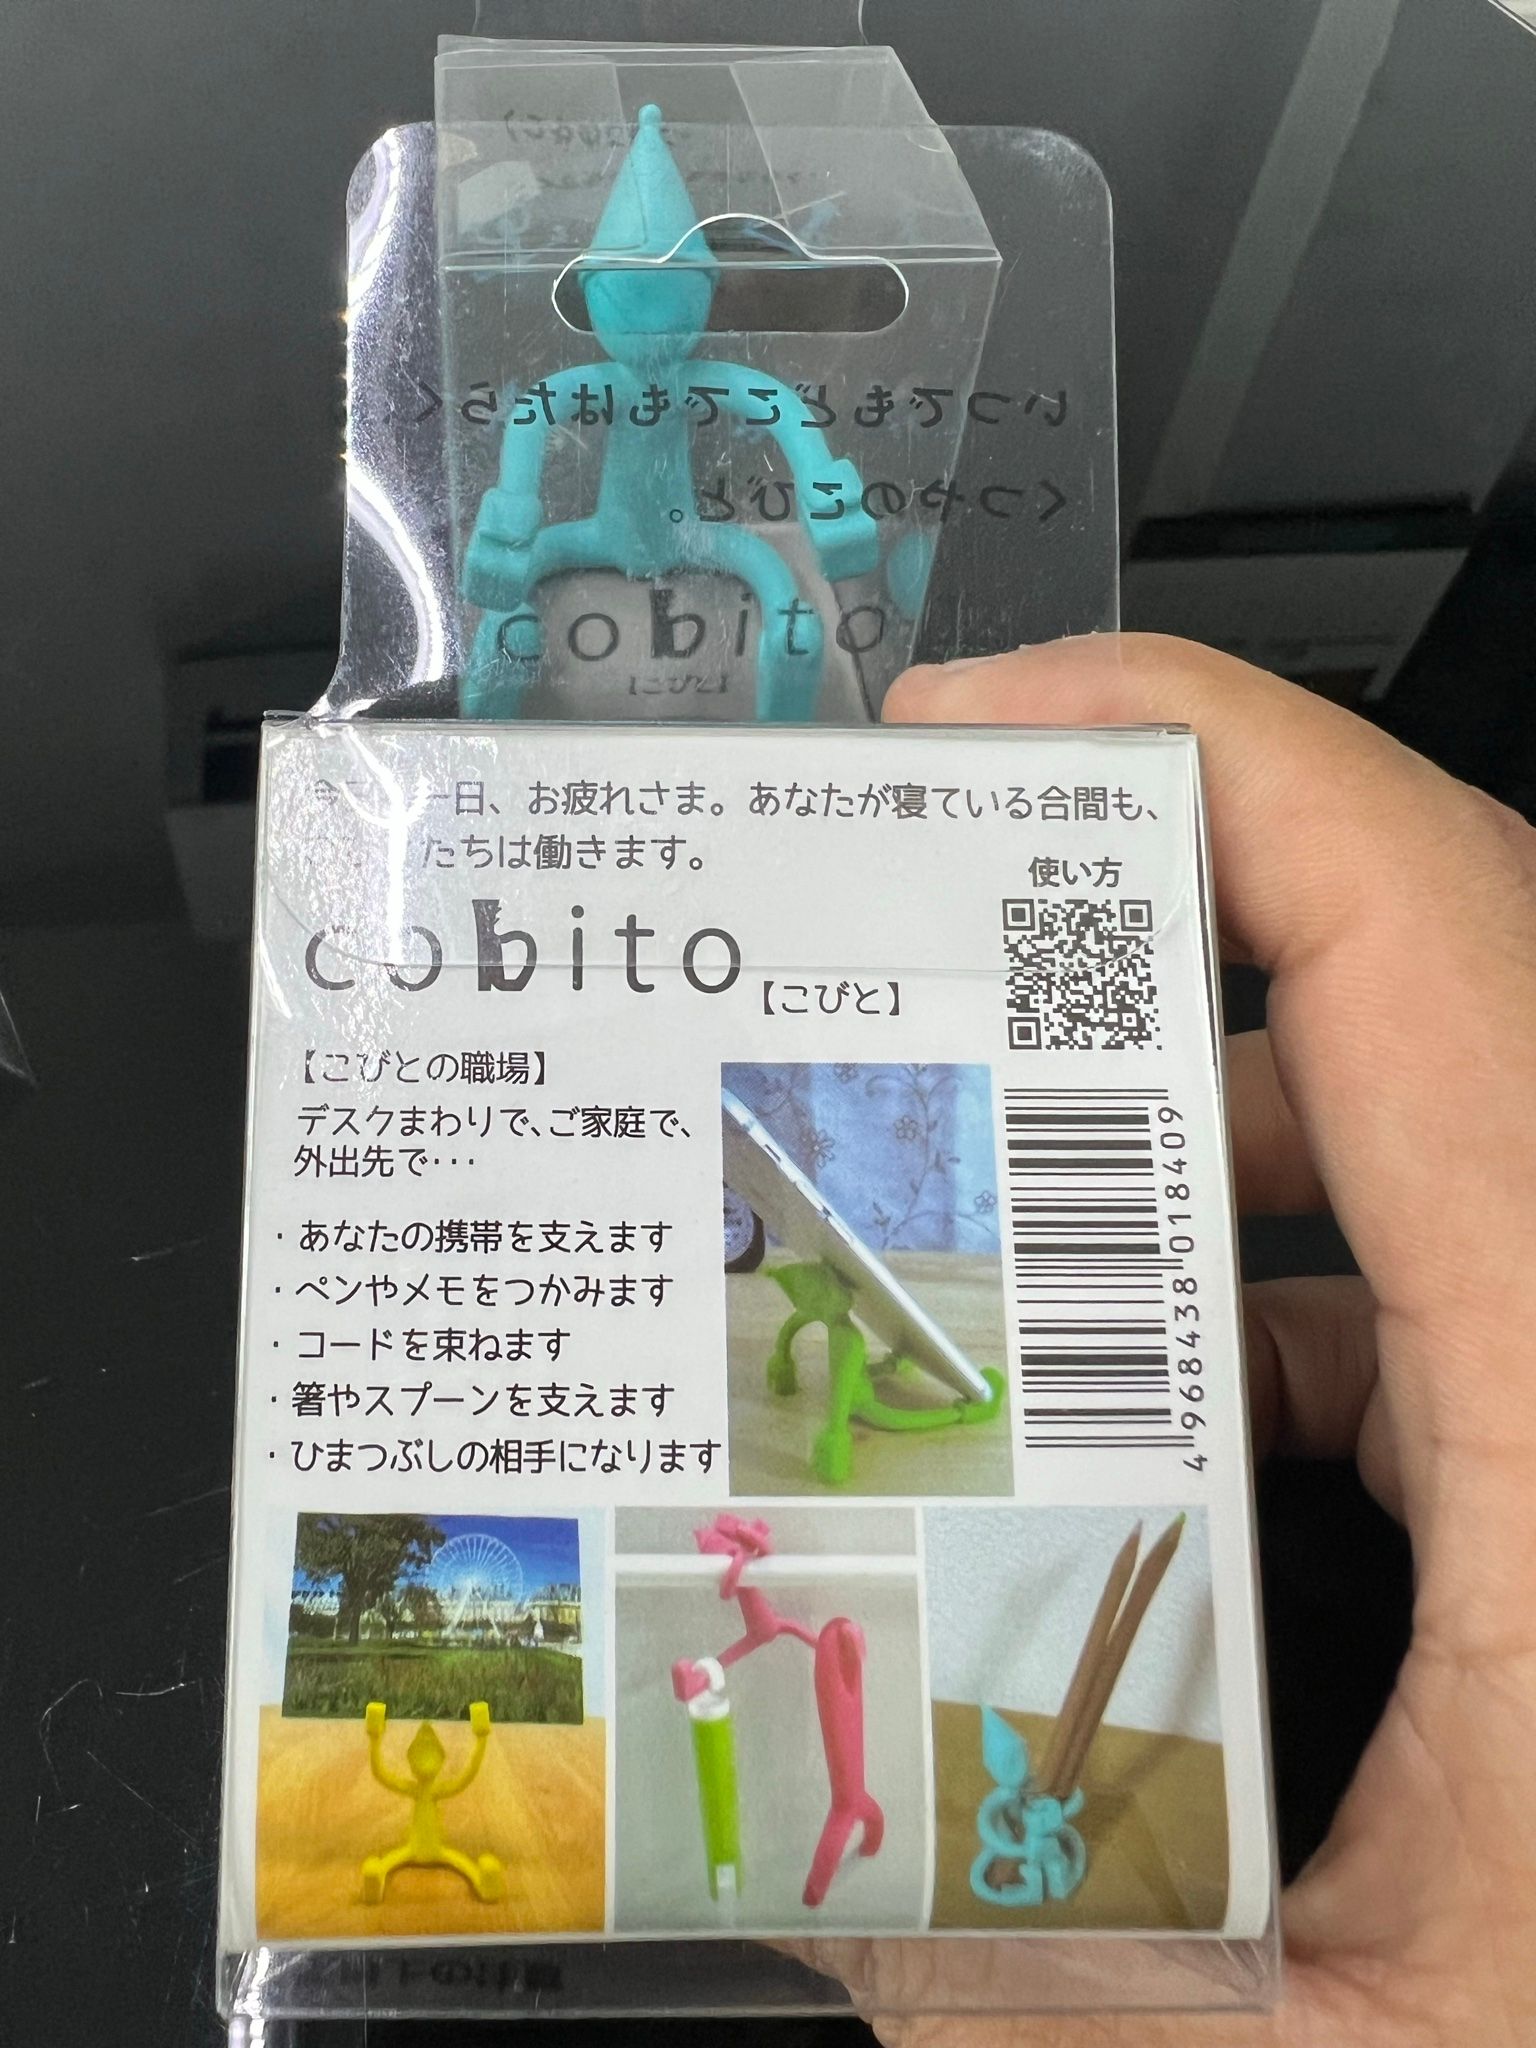 いつでもどこでもはたらく
くつやのこびと。
cobito
【こびと】
一日、お疲れさま。あなたが寝ている合間も、
たちは働きます。
使い方
cobito
【こびと】
【こびとの職場】
デスクまわりで、ご家庭で、
外出先で･･･
・あなたの携帯を支えます
・ペンやメモをつかみます
・コードを束ねます
・箸やスプーンを支えます
・ひまつぶしの相手になります
4968438018409